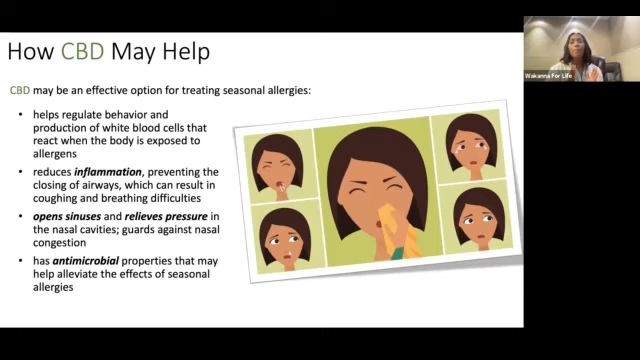 How CBD May Help
CBD may be an effective option for treating seasonal allergies:
• helps regulate behavior and
production of white blood cells that
react when the body is exposed to
allergens
• reduces inflammation, preventing the
closing of airways, which can result in
coughing and breathing difficulties
• opens sinuses and relieves pressure in
the nasal cavities; guards against nasal
congestion
• has antimicrobial properties that may
help alleviate the effects of seasonal
allergies
Wakanna For Life